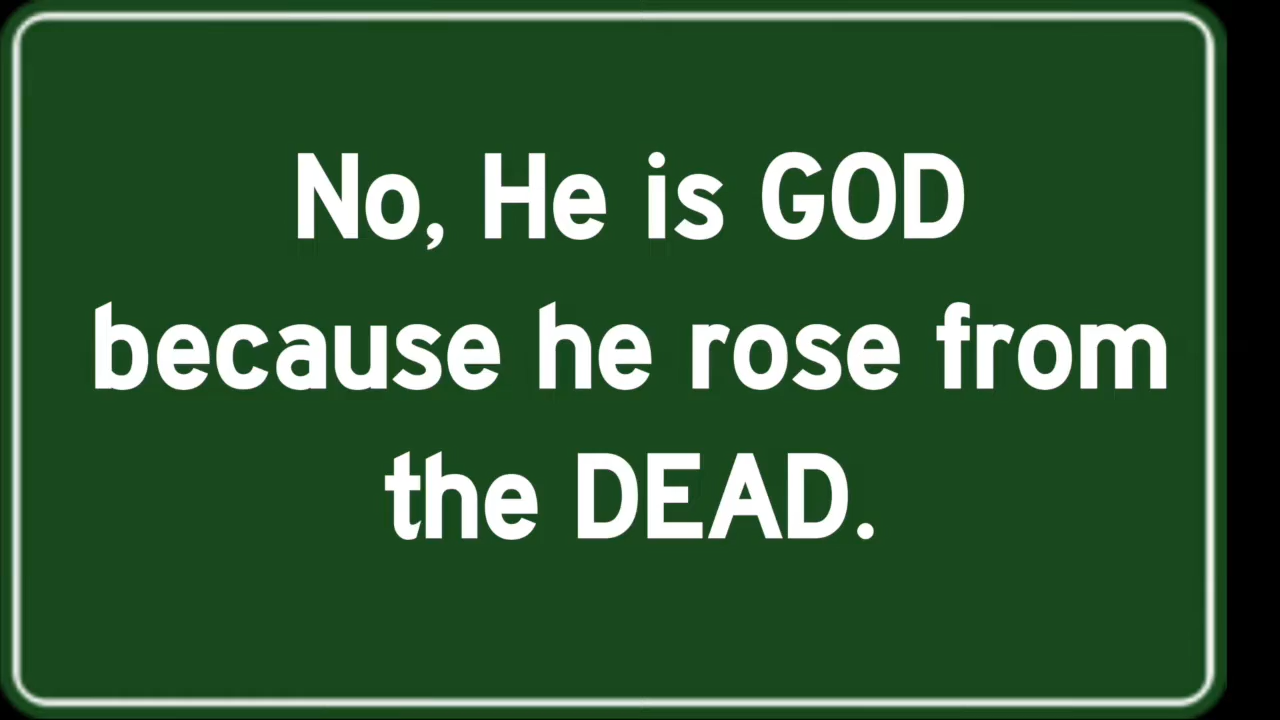 No, He is GOD
because he rose from
the DEAD.